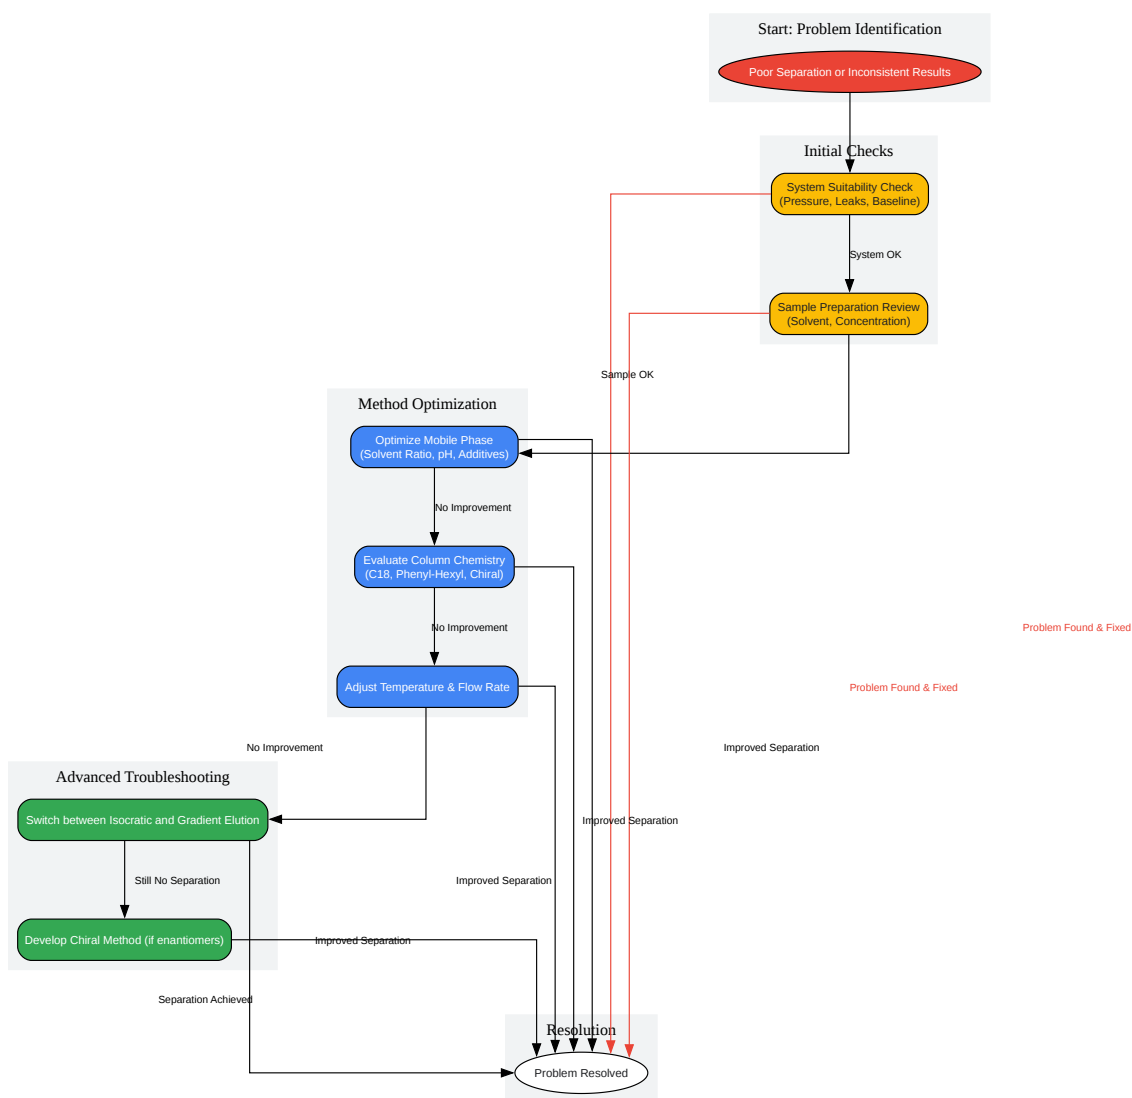 Start: Problem Identification
Poor Separation or Inconsistent Results
Initial Checks
System Suitability Check
(Pressure, Leaks, Baseline)
System OK
Sample Preparation Review
(Solvent, Concentration)
Sample OK
Method Optimization
Optimize Mobile Phase
(Solvent Ratio, pH, Additives)
No Improvement
Evaluate Column Chemistry
(C18, Phenyl-Hexyl, Chiral)
No Improvement
Problem Found & Fixed
Adjust Temperature & Flow Rate
Problem Found & Fixed
No Improvement
Improved Separation
Advanced Troubleshooting
Switch between Isocratic and Gradient Elution
Improved Separation
Still No Separation
Improved Separation
Develop Chiral Method (if enantiomers)
Improved Separation
Separation Achieved
Resolution
Problem Resolved